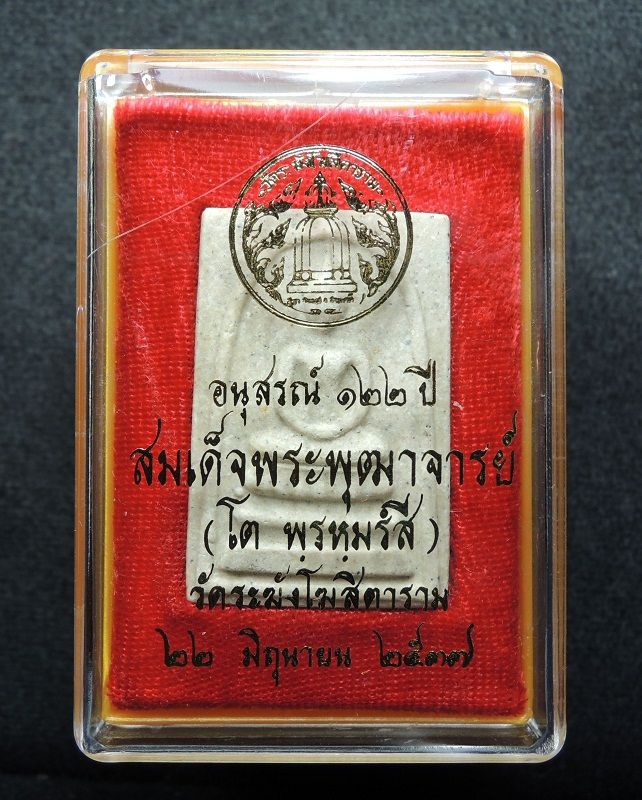 อนุสรณ์ ๑๒๒ ปี
สมเด็จพระพุฒาจารย์
(โต พฺรหฺมรํสี)
วัดระฆังโฆสิตาราม
๒๒ มิถุนายน ๒๕๓๗